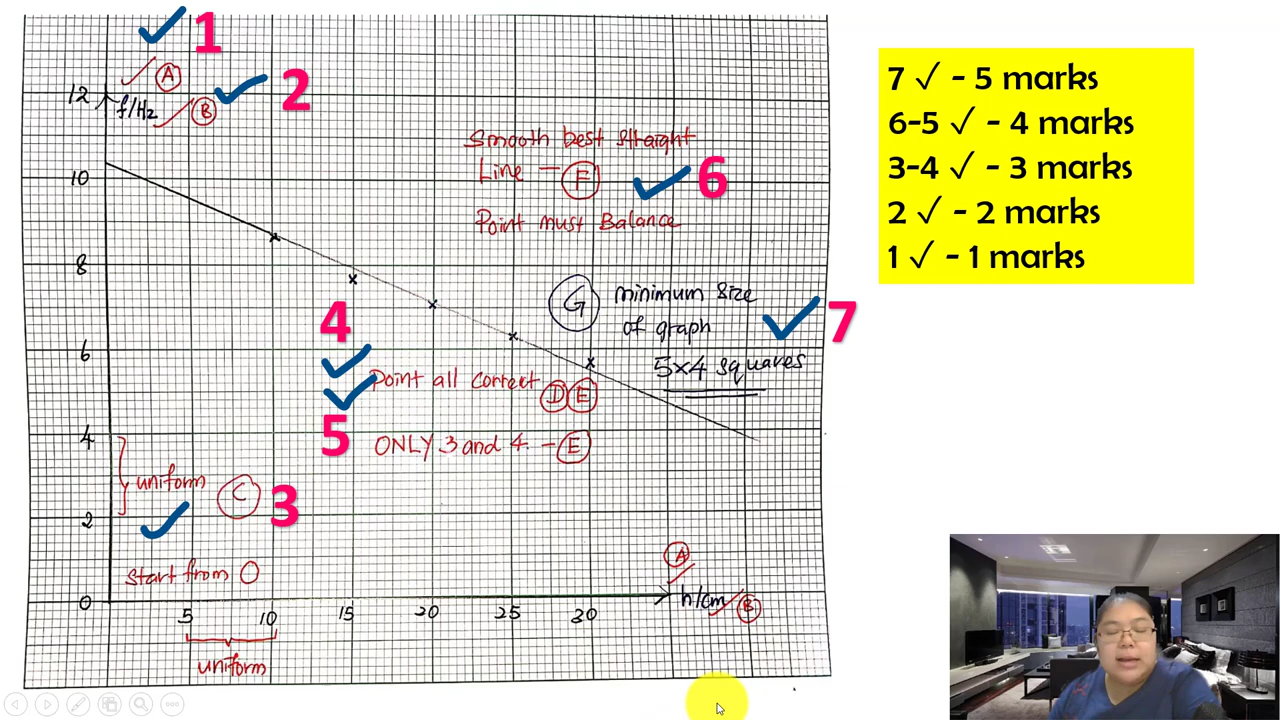 1
A
2
12
f/Hz
B
Smooth best straight
Line - F
6
Point must Balance
10
8
G minimum size
of graph
5x4 squares
7
4
6
Point all correct D E
5
4
ONLY 3 and 4. - E
uniform
C
3
2
start from 0
A
0
5
10
15
20
25
30
h/cm
B
uniform
7 ✓ - 5 marks
6-5 ✓ - 4 marks
3-4 ✓ - 3 marks
2 ✓ - 2 marks
1 ✓ - 1 marks